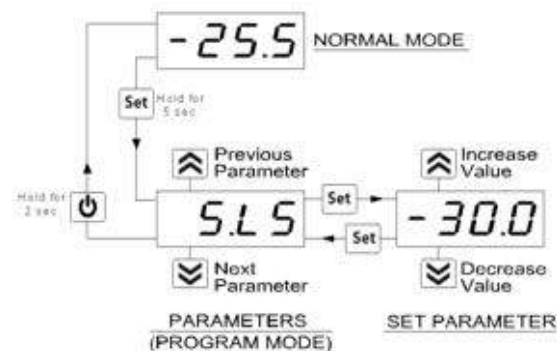 -25.5
NORMAL MODE
Set
Hold for
5 sec
Previous
Parameter
Increase
Value
Hold for
2 sec
Set
S.L S
-30.0
Set
Next
Parameter
Decrease
Value
PARAMETERS
(PROGRAM MODE)
SET PARAMETER